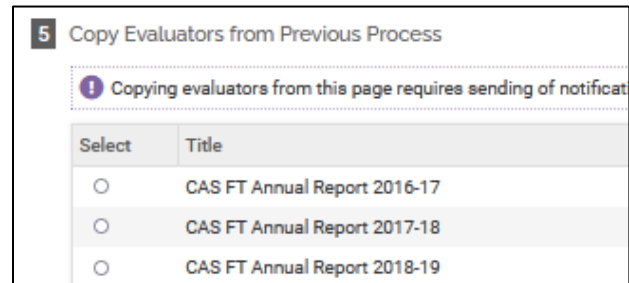 5 Copy Evaluators from Previous Process
! Copying evaluators from this page requires sending of notificati
Select Title
CAS FT Annual Report 2016-17
CAS FT Annual Report 2017-18
CAS FT Annual Report 2018-19